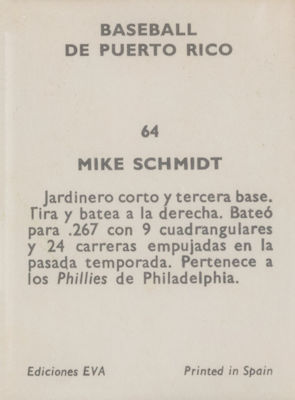 BASEBALL
DE PUERTO RICO
64
MIKE SCHMIDT
Jardinero corto y tercera base.
Tira y batea a la derecha. Bateó
para .267 con 9 cuadrangulares
y 24 carreras empujadas en la
pasada temporada. Pertenece a
los Phillies de Philadelphia.
Ediciones EVA Printed in Spain